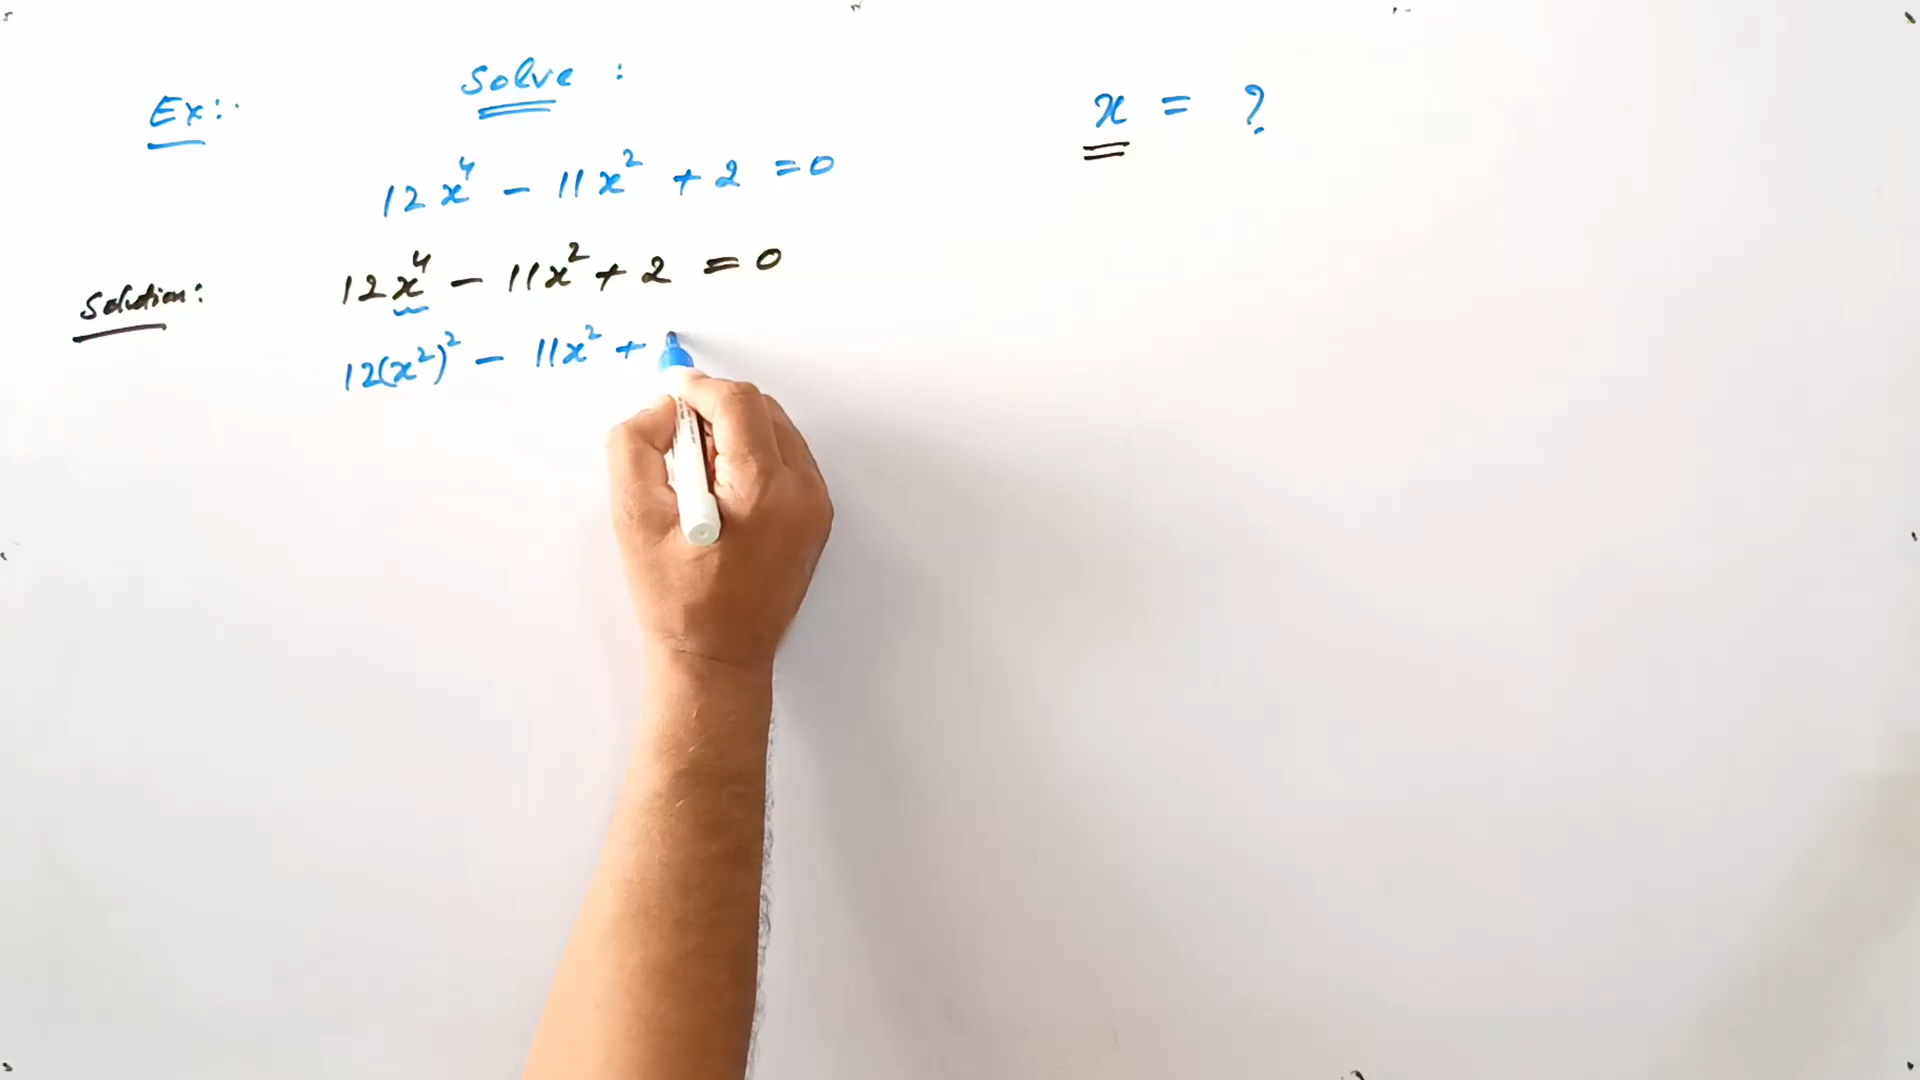 Solve :
Ex:.
x = ?
12x⁴ - 11x² + 2 = 0
Solution: 12x⁴ - 11x² + 2 = 0
12(x²)² - 11x² +